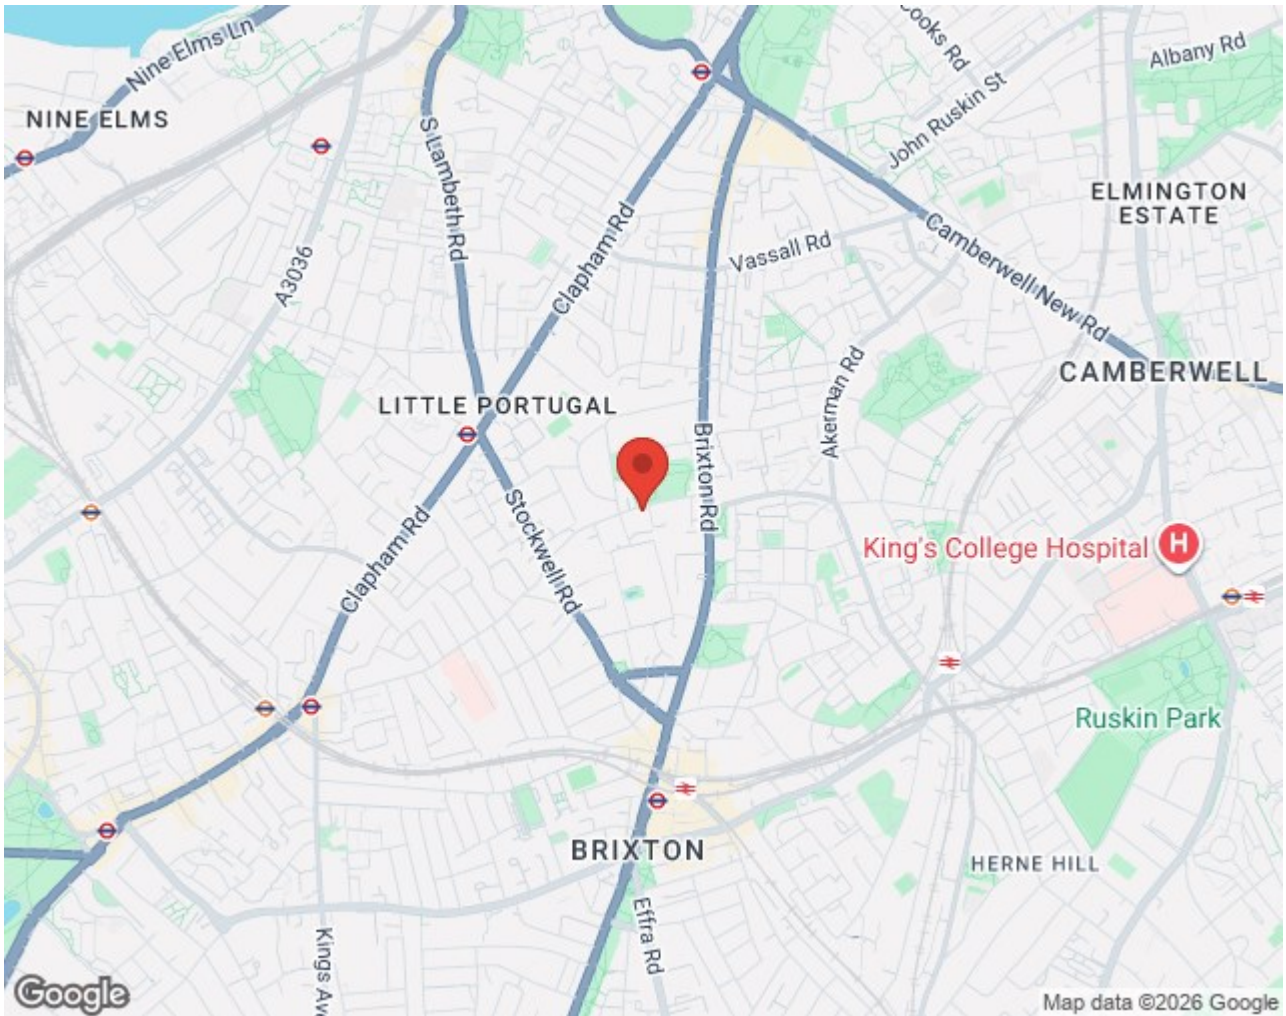 Nine Elms Ln
NINE ELMS
S Lambeth Rd
A3036
Clapham Rd
Cooks Rd
John Ruskin St
Albany Rd
ELMINGTON
ESTATE
Vassall Rd
Camberwell New Rd
CAMBERWELL
LITTLE PORTUGAL
Akerman Rd
Brixton Rd
Stockwell Rd
Clapham Rd
King's College Hospital
H
Ruskin Park
BRIXTON
HERNE HILL
Effra Rd
Kings Av
Google
Map data ©2026 Google